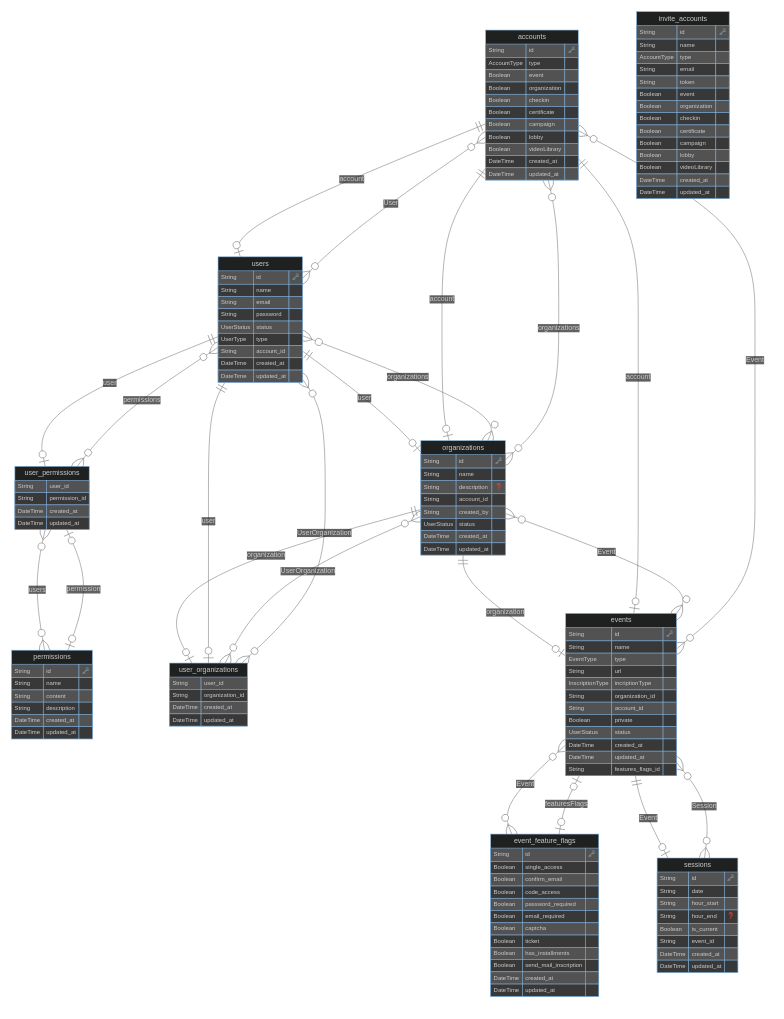 invite_accounts
String id
String name
AccountType type
String email
String token
Boolean event
Boolean organization
Boolean checkin
Boolean certificate
Boolean campaign
Boolean lobby
Boolean videoLibrary
DateTime created_at
DateTime updated_at
accounts
String id
AccountType type
Boolean event
Boolean organization
Boolean checkin
Boolean certificate
Boolean campaign
Boolean lobby
Boolean videoLibrary
DateTime created_at
DateTime updated_at
account
User
users
String id
String name
String email
String password
UserStatus status
UserType type
String account_id
DateTime created_at
DateTime updated_at
account
organizations
account
Event
organizations
user
user
permissions
organizations
String id
String name
String description ❓
String account_id
String created_by
UserStatus status
DateTime created_at
DateTime updated_at
user_permissions
String user_id
String permission_id
DateTime created_at
DateTime updated_at
user
UserOrganization
organization
UserOrganization
Event
users
permission
organization
permissions
String id
String name
String content
String description
DateTime created_at
DateTime updated_at
user_organizations
String user_id
String organization_id
DateTime created_at
DateTime updated_at
events
String id
String name
EventType type
String url
InscriptionType incriptionType
String organization_id
String account_id
Boolean private
UserStatus status
DateTime created_at
DateTime updated_at
String features_flags_id
Event
featuresFlags
Event
Session
event_feature_flags
String id
Boolean single_access
Boolean confirm_email
Boolean code_access
Boolean password_required
Boolean email_required
Boolean captcha
Boolean ticket
Boolean has_installments
Boolean send_mail_inscription
DateTime created_at
DateTime updated_at
sessions
String id
String date
String hour_start
String hour_end ❓
Boolean is_current
String event_id
DateTime created_at
DateTime updated_at